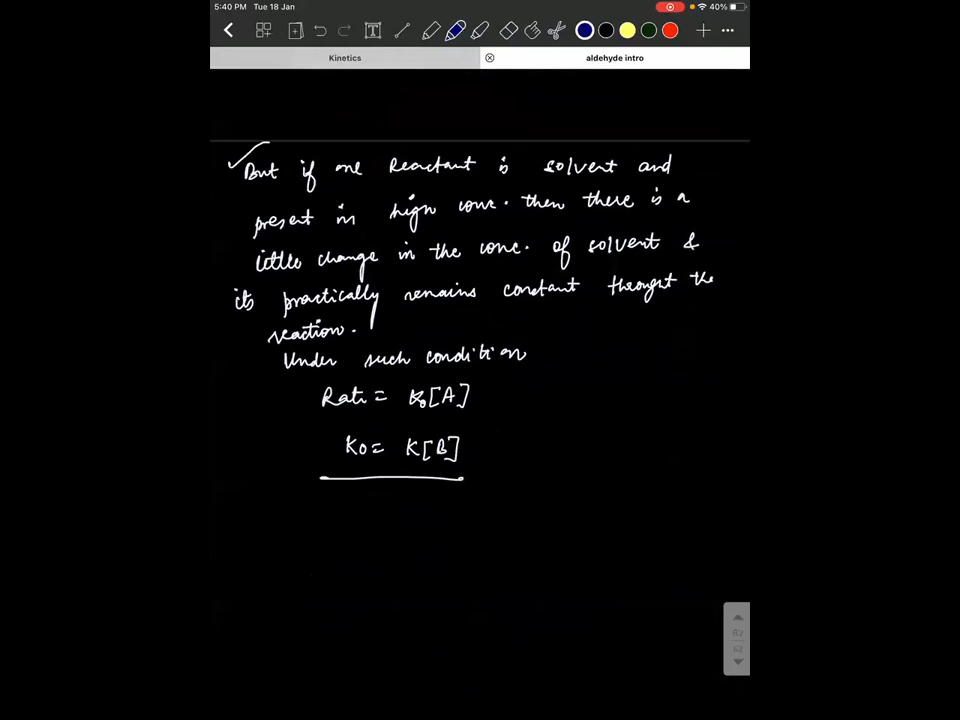 5:40 PM Tue 18 Jan
40%
Kinetics
aldehyde intro
But if one Reactant is solvent and
present in high conc. then there is a
little change in the conc. of solvent &
its practically remains constant throught the
reaction.
Under such condition
Rate = K₀[A]
K₀ = K[B]
62